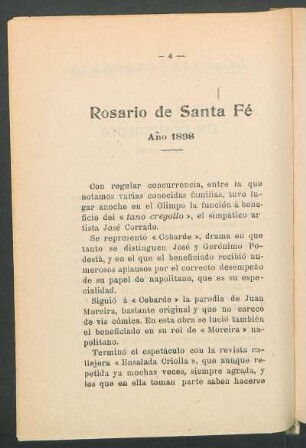 — 4 —
Rosario de Santa Fé
Año 1898
Con regular concurrencia, entre la que
notamos varias conocidas familias, tuvo lu-
gar anoche en el Olimpo la función á bene-
ficio del « tano cregollo », el simpático ar-
tista José Corrado.
Se representó « Cobarde », drama en que
tanto se distinguen José y Gerónimo Po-
destá, y en el que el beneficiado recibió nu-
merosos aplausos por el correcto desempeño
de su papel de napolitano, que es su espe-
cialidad.
Siguió á « Cobarde » la parodia de Juan
Moreira, bastante original y que no carece
de vis cómica. En esta obra se lució también
el beneficiado en su rol de « Moreira » na-
politano.
Terminó el espetáculo con la revista ca-
llejera « Ensalada Criolla », que aunque re-
petida ya muchas veces, siempre agrada, y
los que en ella toman parte saben hacerse